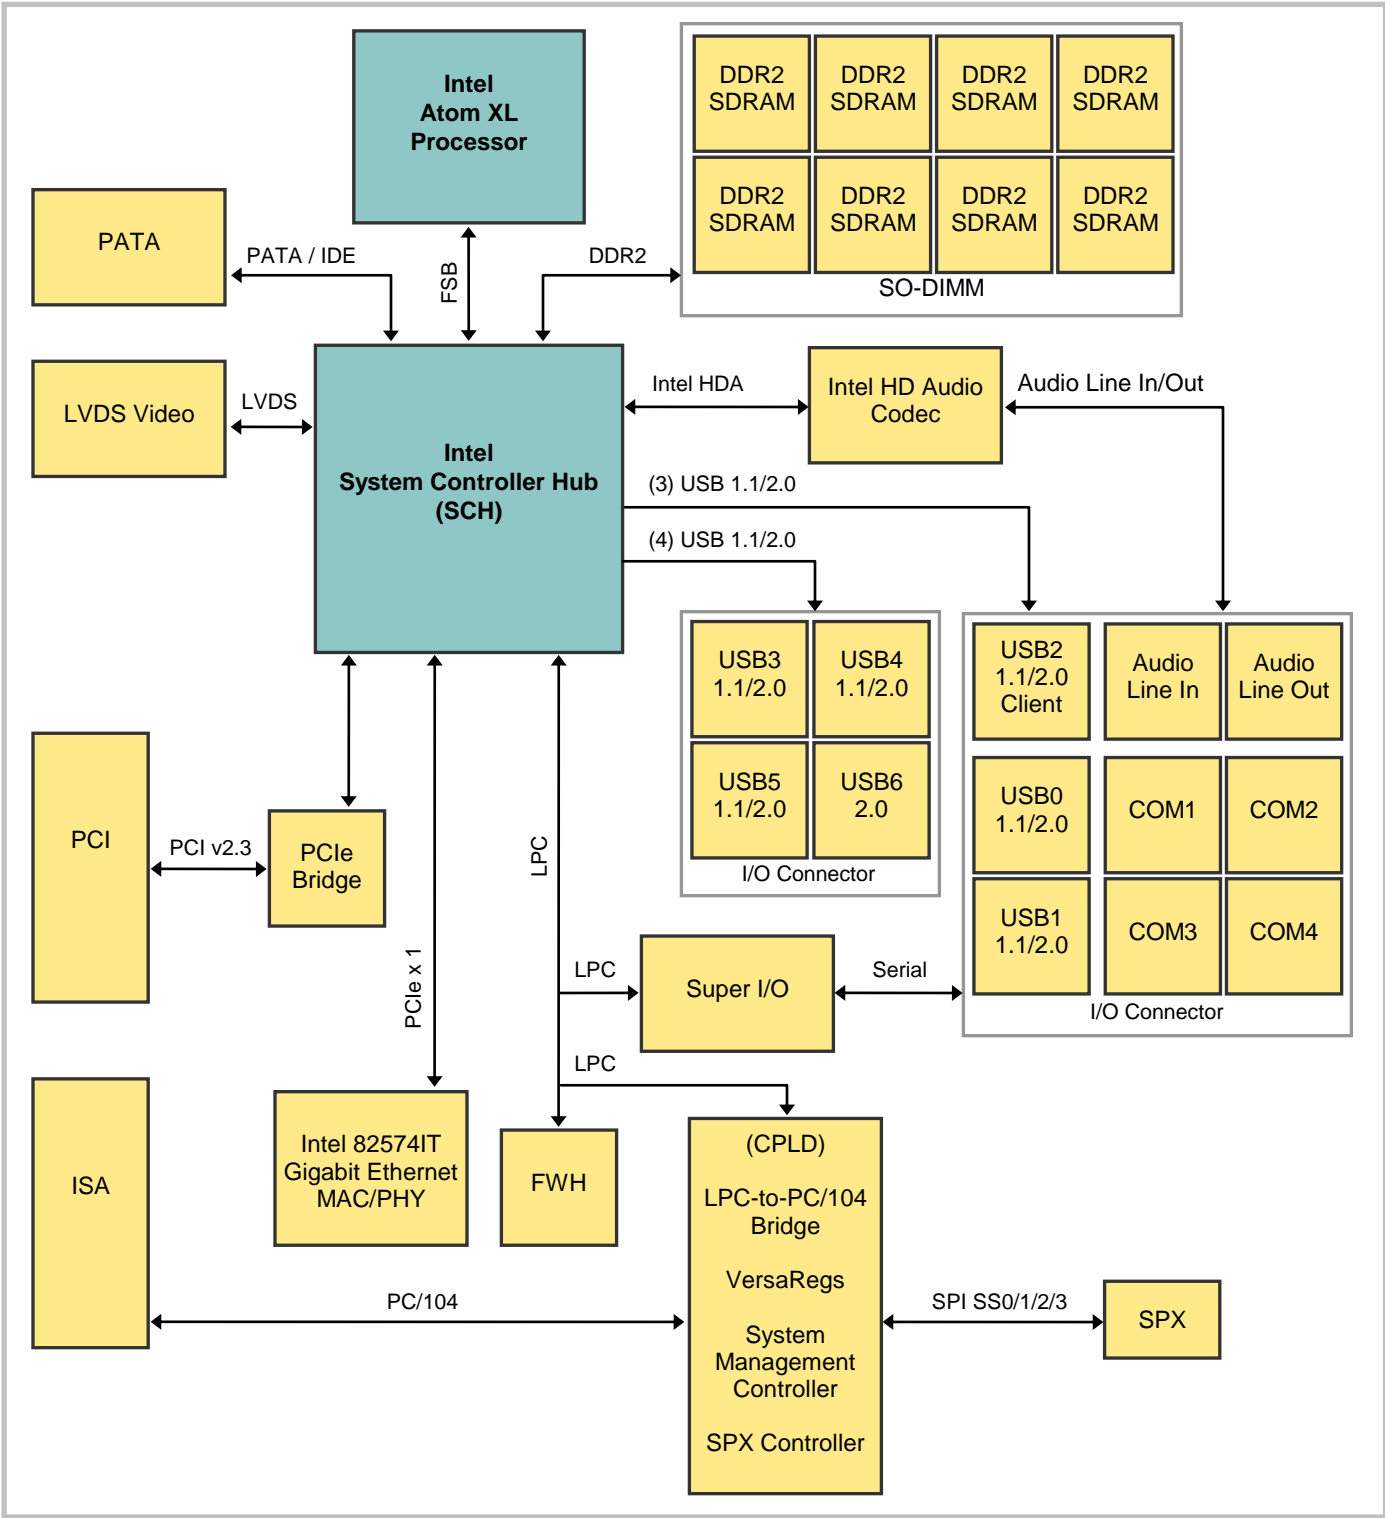 Intel
Atom XL
Processor
DDR2
SDRAM
DDR2
SDRAM
DDR2
SDRAM
DDR2
SDRAM
DDR2
SDRAM
DDR2
SDRAM
DDR2
SDRAM
DDR2
SDRAM
SO-DIMM
PATA
PATA / IDE
FSB
DDR2
LVDS Video
LVDS
Intel
System Controller Hub
(SCH)
Intel HDA
Intel HD Audio
Codec
Audio Line In/Out
(3) USB 1.1/2.0
(4) USB 1.1/2.0
USB3
1.1/2.0
USB4
1.1/2.0
USB5
1.1/2.0
USB6
2.0
I/O Connector
USB2
1.1/2.0
Client
Audio
Line In
Audio
Line Out
USB0
1.1/2.0
COM1
COM2
USB1
1.1/2.0
COM3
COM4
I/O Connector
PCI
PCI v2.3
PCIe
Bridge
PCIe x 1
LPC
LPC
Super I/O
Serial
LPC
ISA
Intel 82574IT
Gigabit Ethernet
MAC/PHY
FWH
(CPLD)
LPC-to-PC/104
Bridge
VersaRegs
System
Management
Controller
SPX Controller
PC/104
SPI SS0/1/2/3
SPX